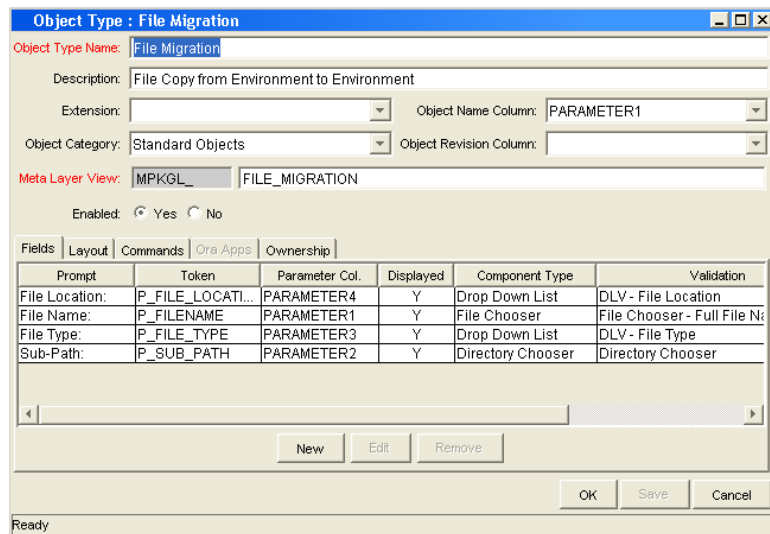 Object Type : File Migration
Object Type Name: File Migration
Description: File Copy from Environment to Environment
Extension: Object Name Column: PARAMETER1
Object Category: Standard Objects Object Revision Column:
Meta Layer View: MPKGL_ FILE_MIGRATION
Enabled: Yes No
Fields Layout Commands Ora Apps Ownership
Prompt Token Parameter Col. Displayed Component Type Validation
File Location: P_FILE_LOCATI... PARAMETER4 Y Drop Down List DLV - File Location
File Name: P_FILENAME PARAMETER1 Y File Chooser File Chooser - Full File Na
File Type: P_FILE_TYPE PARAMETER3 Y Drop Down List DLV - File Type
Sub-Path: P_SUB_PATH PARAMETER2 Y Directory Chooser Directory Chooser
New Edit Remove
OK Save Cancel
Ready